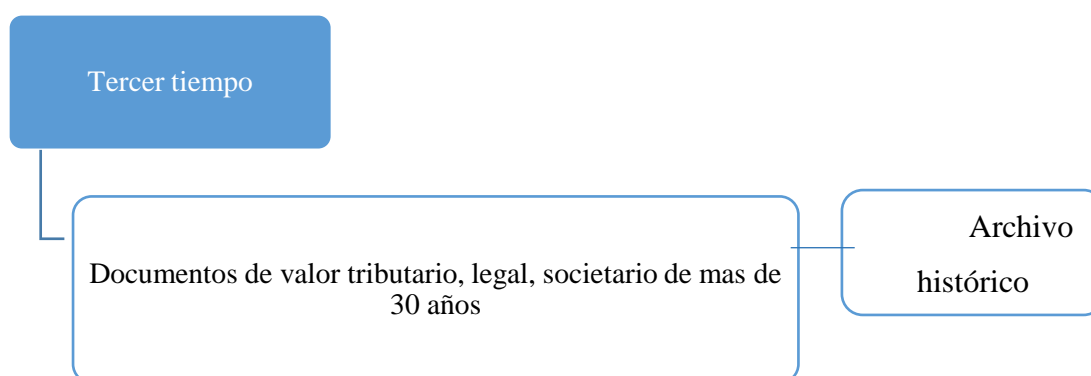 Tercer tiempo
Documentos de valor tributario, legal, societario de mas de
30 años
Archivo
histórico